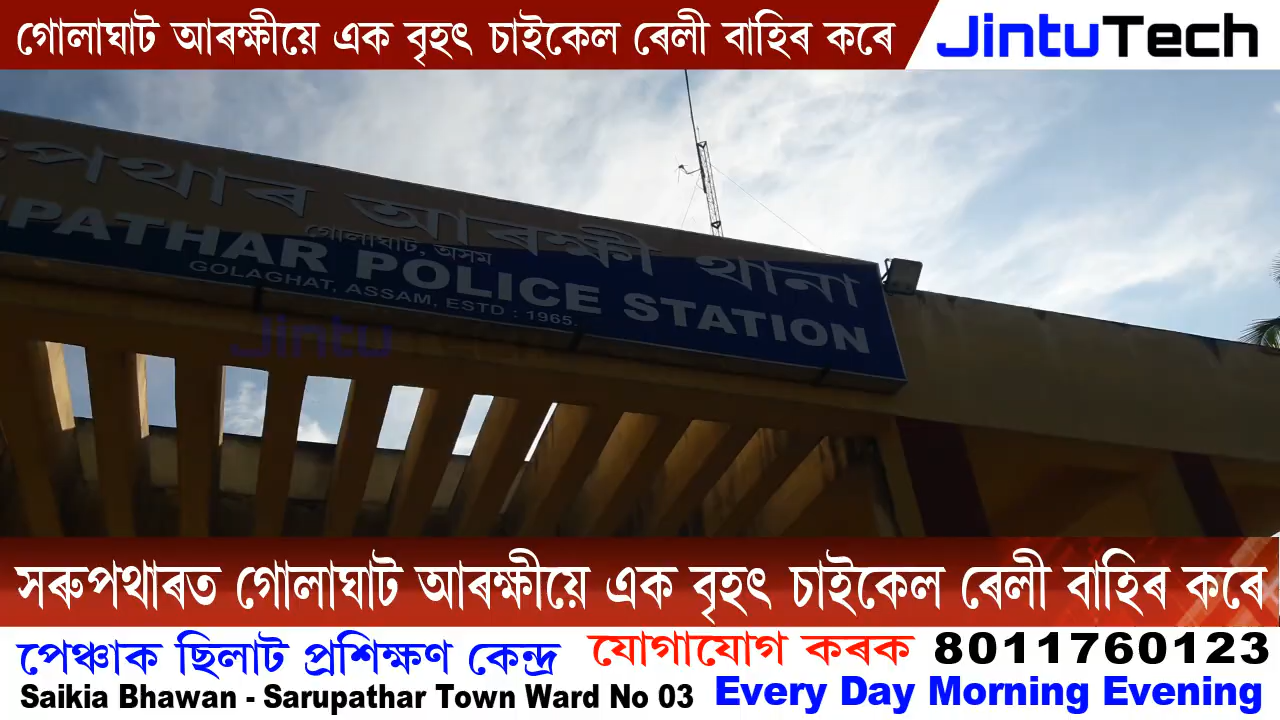 গোলাঘাট আৰক্ষীয়ে এক বৃহৎ চাইকেল ৰেলী বাহিৰ কৰে
JintuTech
পথাৰ আৰক্ষী থানা
গোলাঘাট, অসম
UPATHAR POLICE STATION
GOLAGHAT, ASSAM, ESTD : 1965.
JintuTech
সৰুপথাৰত গোলাঘাট আৰক্ষীয়ে এক বৃহৎ চাইকেল ৰেলী বাহিৰ কৰে
পেঞ্চাক ছিলাট প্ৰশিক্ষণ কেন্দ্ৰ
যোগাযোগ কৰক 8011760123
Saikia Bhawan - Sarupathar Town Ward No 03
Every Day Morning Evening